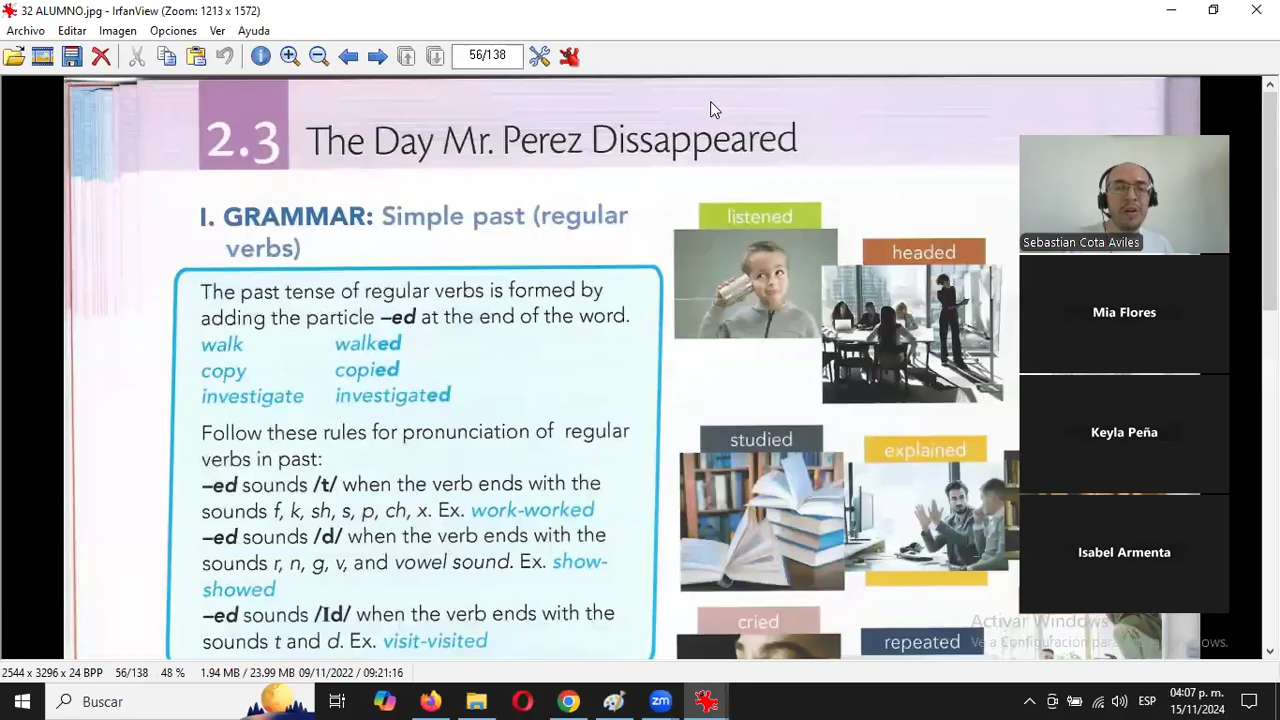 32 ALUMNO.jpg - IrfanView (Zoom: 1213 x 1572)
Archivo Editar Imagen Opciones Ver Ayuda
56/138
2.3 The Day Mr. Perez Dissappeared
I. GRAMMAR: Simple past (regular
verbs)
The past tense of regular verbs is formed by
adding the particle –ed at the end of the word.
walk walked
copy copied
investigate investigated
Follow these rules for pronunciation of regular
verbs in past:
–ed sounds /t/ when the verb ends with the
sounds f, k, sh, s, p, ch, x. Ex. work-worked
–ed sounds /d/ when the verb ends with the
sounds r, n, g, v, and vowel sound. Ex. show-
showed
–ed sounds /Id/ when the verb ends with the
sounds t and d. Ex. visit-visited
listened
headed
studied
explained
cried
repeated
Sebastian Cota Aviles
Mia Flores
Keyla Peña
Isabel Armenta
Activar Windows
Ve a Configuración para activar Windows.
2544 x 3296 x 24 BPP 56/138 48 % 1.94 MB / 23.99 MB 09/11/2022 / 09:21:16
Buscar
zm
ESP
04:07 p. m.
15/11/2024